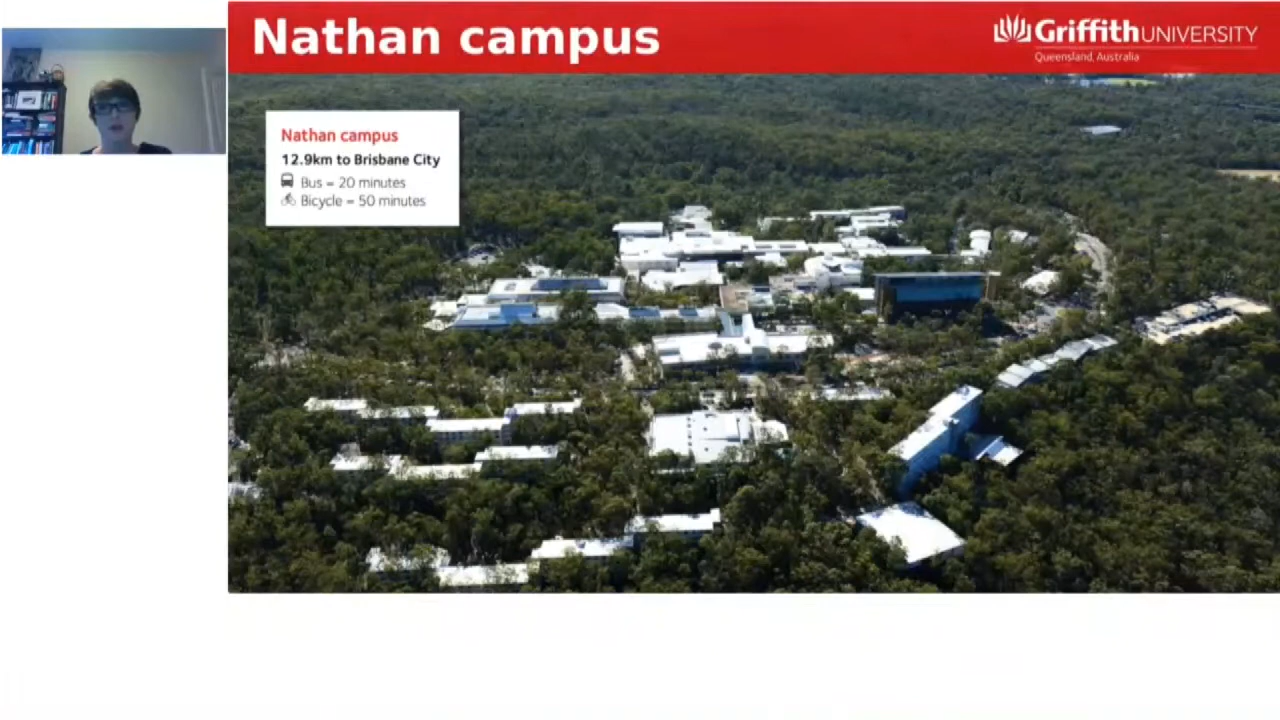 Nathan campus
Griffith UNIVERSITY
Queensland, Australia
Nathan campus
12.9km to Brisbane City
Bus = 20 minutes
Bicycle = 50 minutes